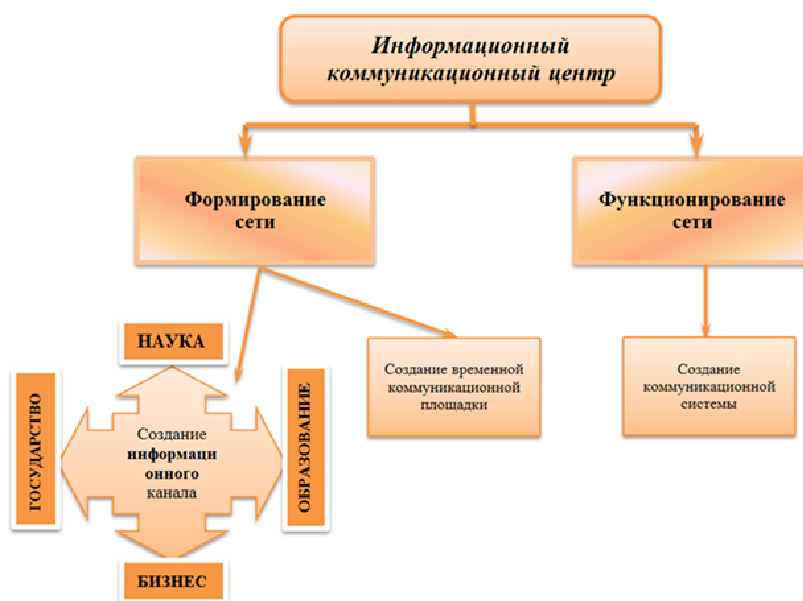 Информационный
коммуникационный центр
Формирование
сети
Функционирование
сети
НАУКА
ГОСУДАРСТВО
Создание
информаци
онного
канала
ОБРАЗОВАНИЕ
БИЗНЕС
Создание временной
коммуникационной
площадки
Создание
коммуникационной
системы